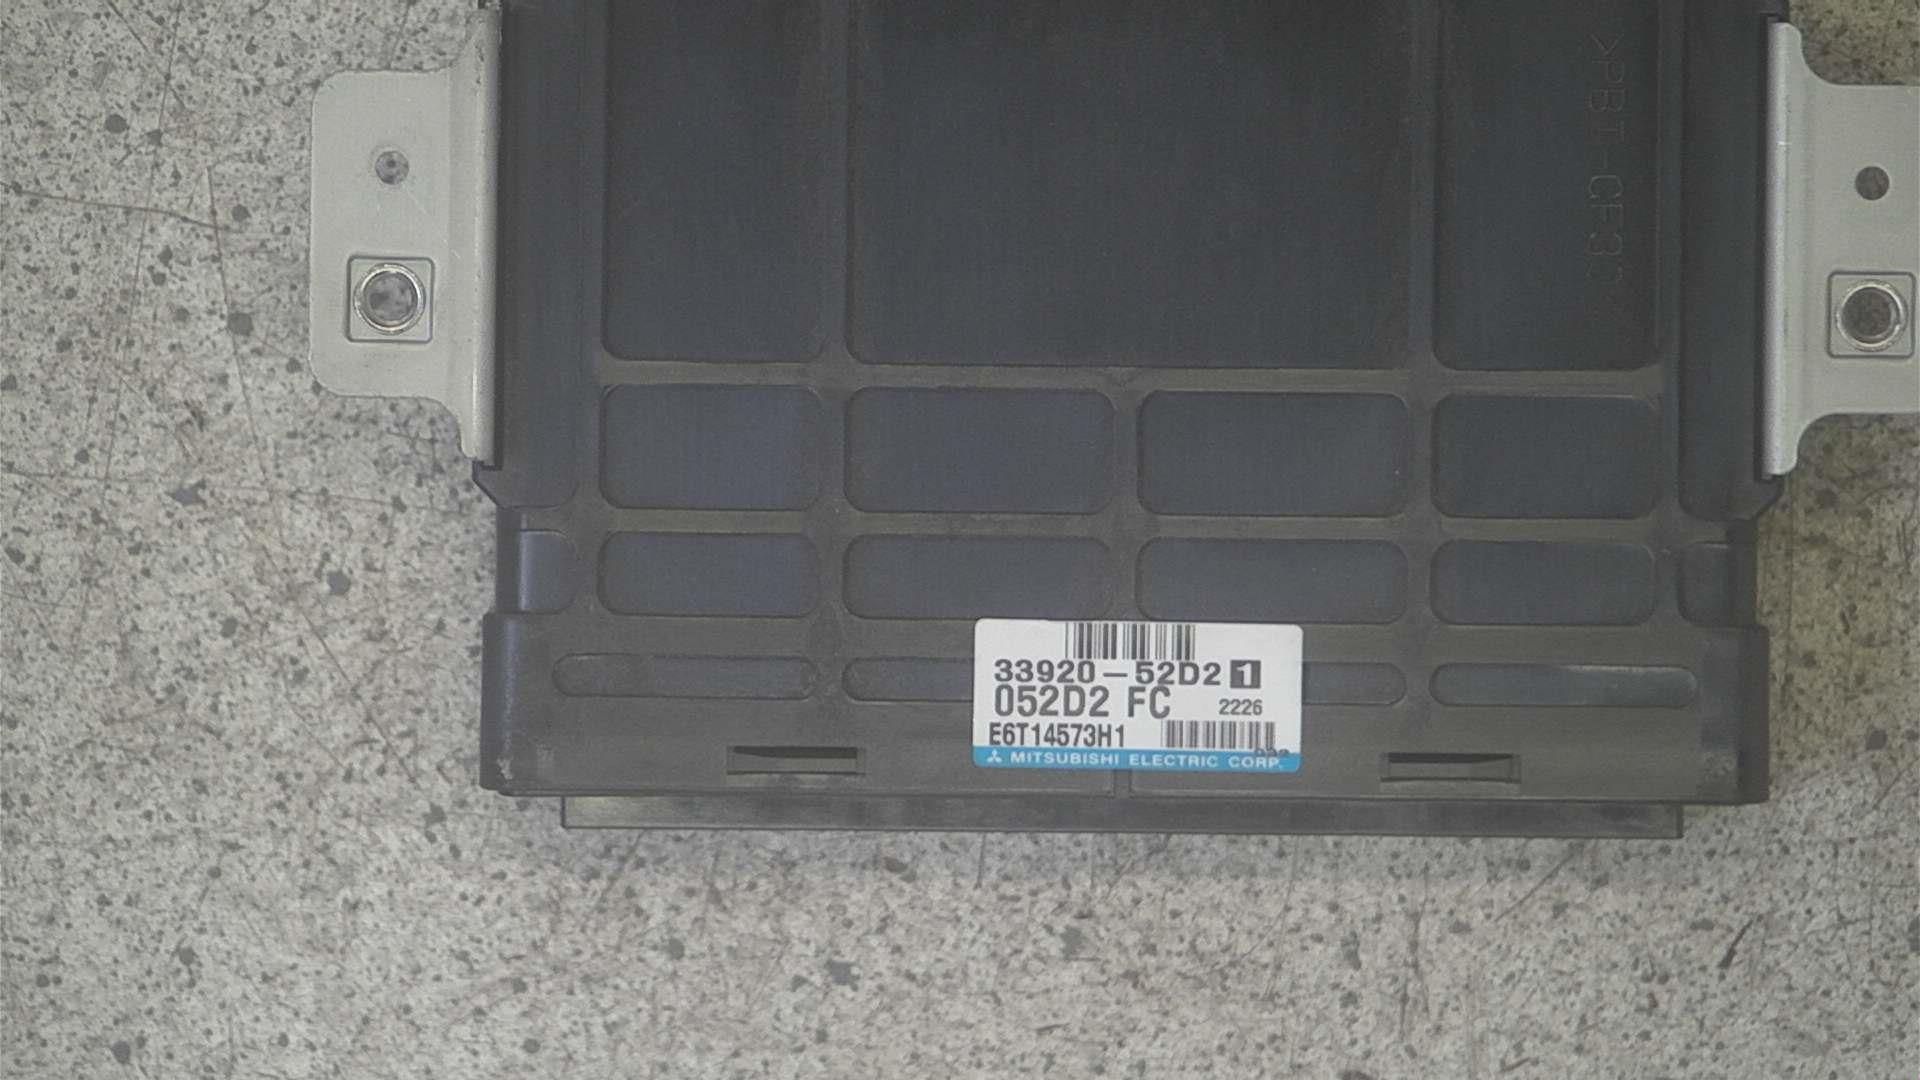 >PBT-GF30<
33920-52D2 1
052D2 FC 2226
E6T14573H1
MITSUBISHI ELECTRIC CORP.